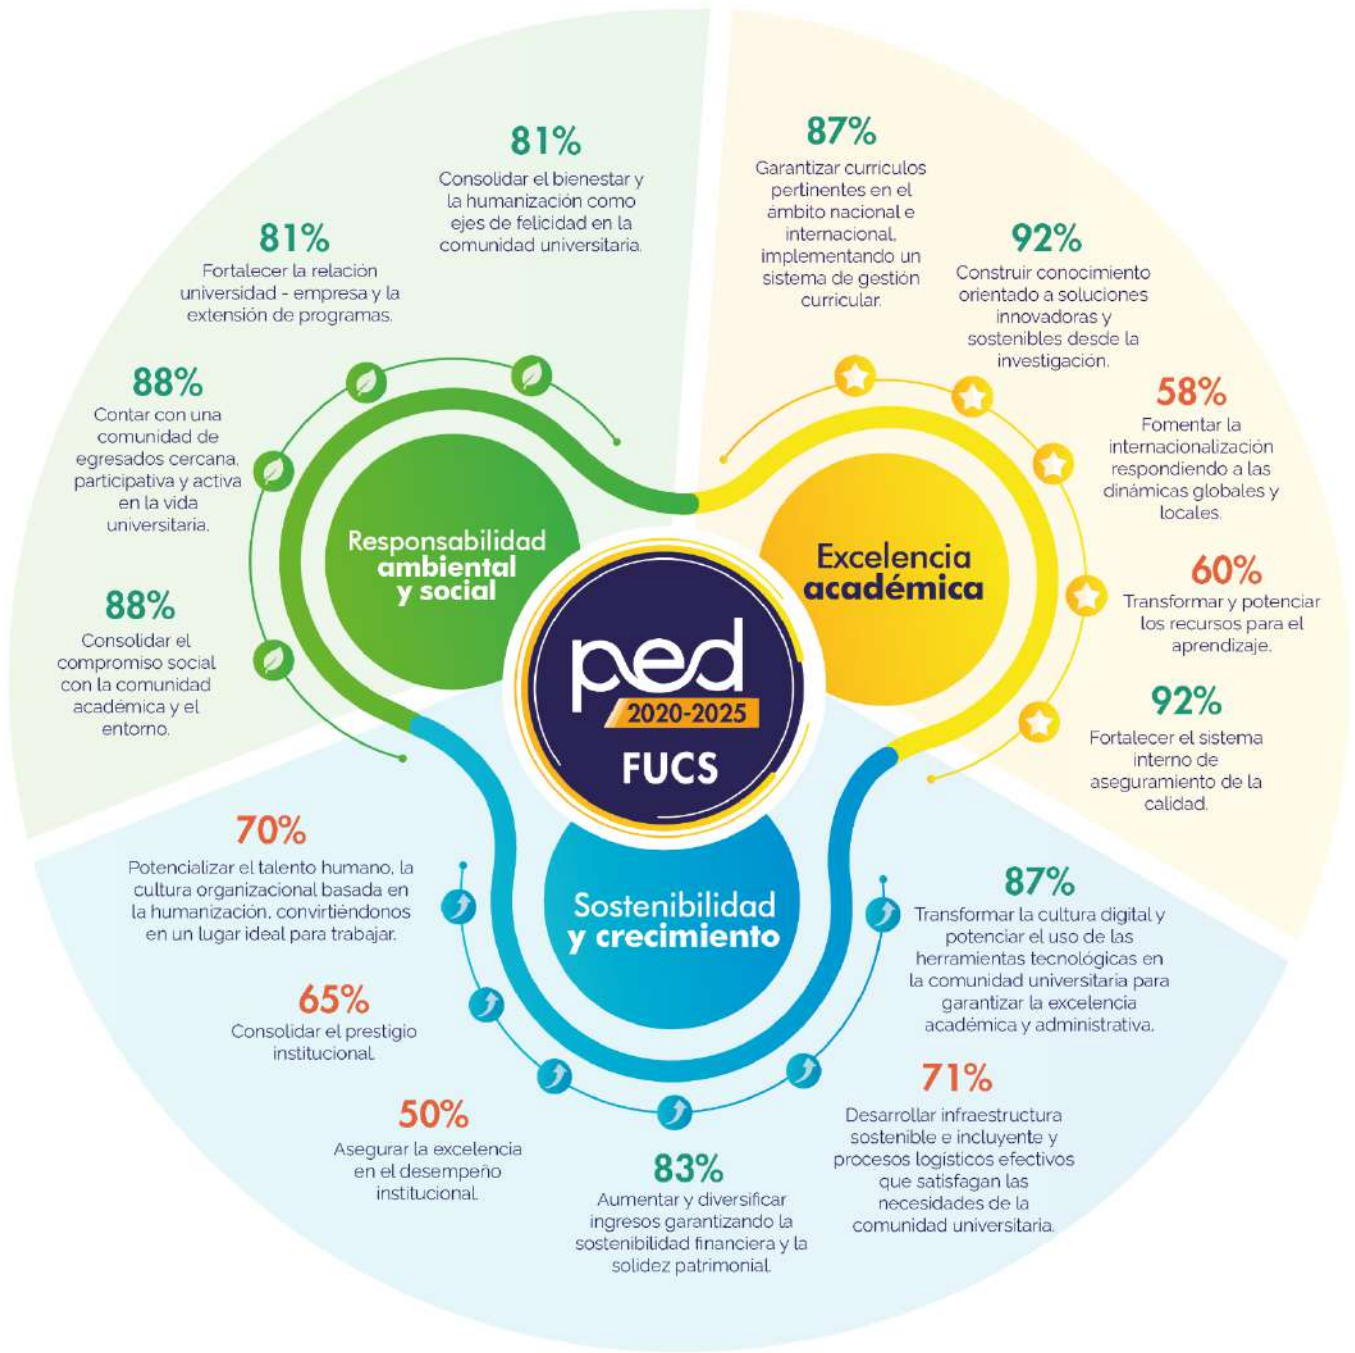 81%
Consolidar el bienestar y
la humanización como
ejes de felicidad en la
comunidad universitaria.
81%
Fortalecer la relación
universidad - empresa y la
extensión de programas.
88%
Contar con una
comunidad de
egresados cercana,
participativa y activa
en la vida
universitaria.
88%
Consolidar el
compromiso social
con la comunidad
académica y el
entorno.
Responsabilidad
ambiental
y social
87%
Garantizar currículos
pertinentes en el
ámbito nacional e
internacional,
implementando un
sistema de gestión
curricular.
92%
Construir conocimiento
orientado a soluciones
innovadoras y
sostenibles desde la
investigación.
58%
Fomentar la
internacionalización
respondiendo a las
dinámicas globales y
locales.
60%
Transformar y potenciar
los recursos para el
aprendizaje.
92%
Fortalecer el sistema
interno de
aseguramiento de la
calidad.
Excelencia
académica
ped
2020-2025
FUCS
Sostenibilidad
y crecimiento
70%
Potencializar el talento humano, la
cultura organizacional basada en
la humanización, convirtiéndonos
en un lugar ideal para trabajar.
65%
Consolidar el prestigio
institucional.
50%
Asegurar la excelencia
en el desempeño
institucional.
83%
Aumentar y diversificar
ingresos garantizando la
sostenibilidad financiera y la
solidez patrimonial.
71%
Desarrollar infraestructura
sostenible e incluyente y
procesos logísticos efectivos
que satisfagan las
necesidades de la
comunidad universitaria.
87%
Transformar la cultura digital y
potenciar el uso de las
herramientas tecnológicas en
la comunidad universitaria para
garantizar la excelencia
académica y administrativa.